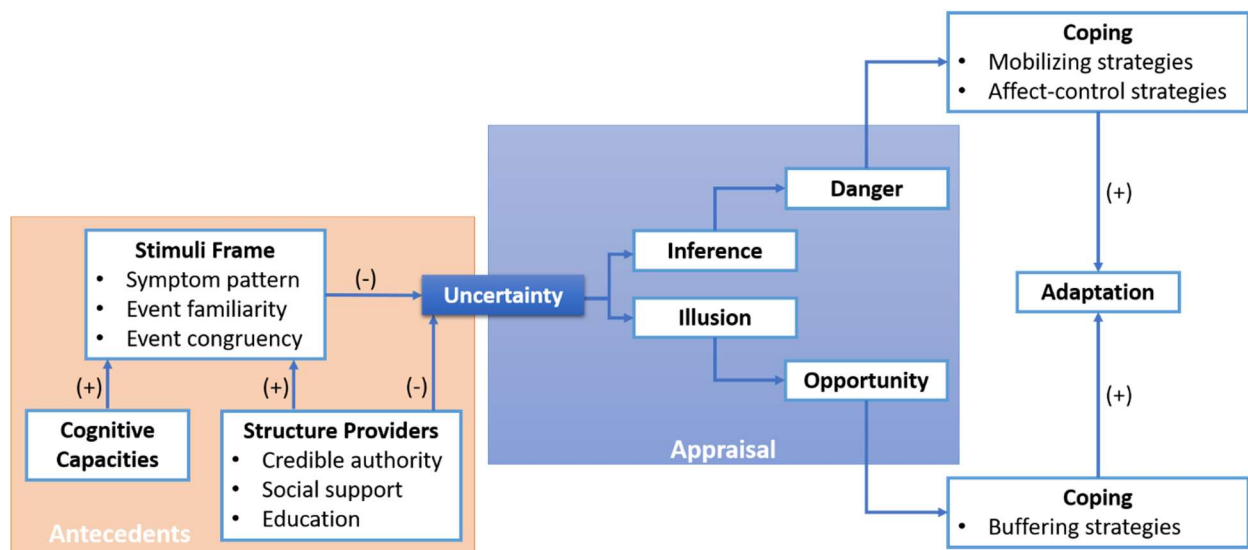 Coping
• Mobilizing strategies
• Affect-control strategies
Danger
(+)
Stimuli Frame
• Symptom pattern
• Event familiarity
• Event congruency
(-)
Uncertainty
Inference
Illusion
Adaptation
(+)
(+)
(-)
Opportunity
(+)
Cognitive
Capacities
Structure Providers
• Credible authority
• Social support
• Education
Appraisal
Antecedents
Coping
• Buffering strategies